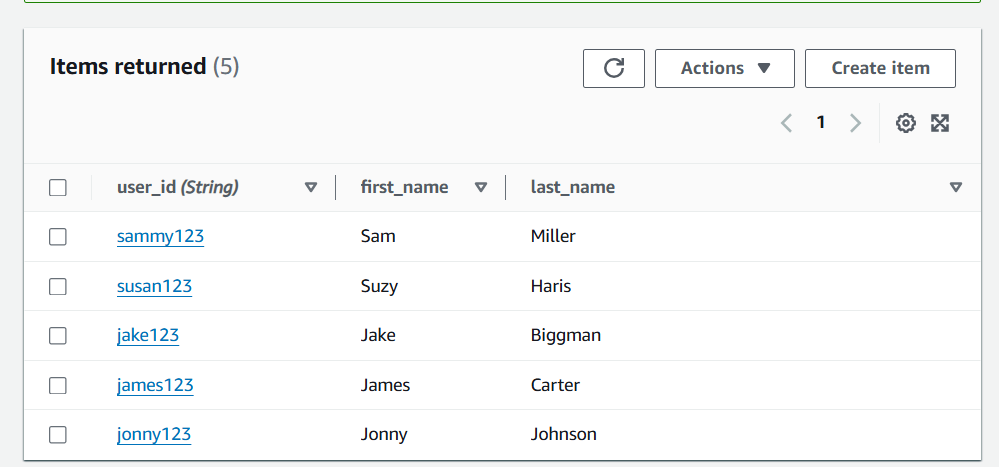 Items returned (5)
Actions
Create item
1
user_id (String) first_name last_name
sammy123 Sam Miller
susan123 Suzy Haris
jake123 Jake Biggman
james123 James Carter
jonny123 Jonny Johnson